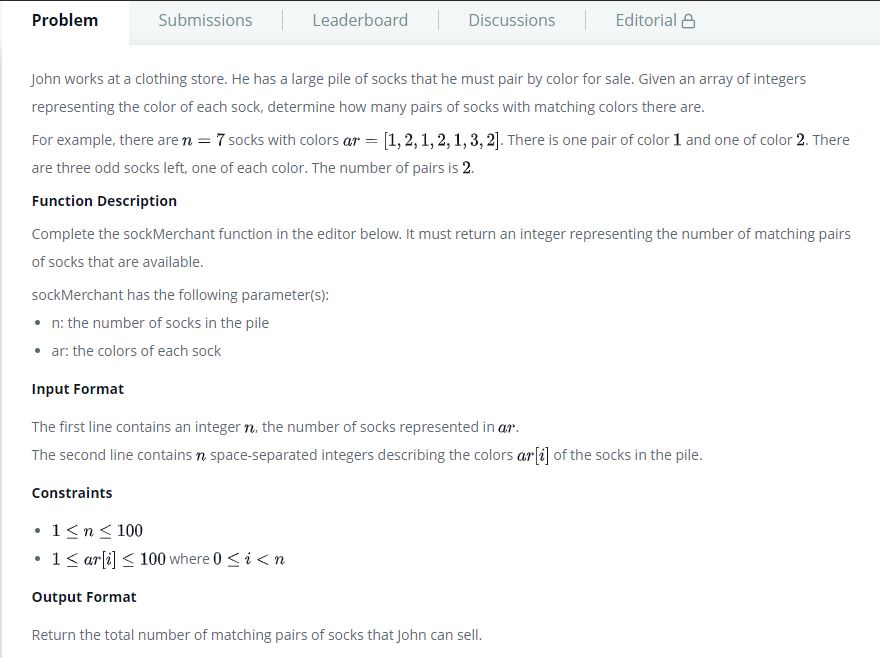 Problem Submissions Leaderboard Discussions Editorial
John works at a clothing store. He has a large pile of socks that he must pair by color for sale. Given an array of integers
representing the color of each sock, determine how many pairs of socks with matching colors there are.
For example, there are n = 7 socks with colors ar = [1, 2, 1, 2, 1, 3, 2]. There is one pair of color 1 and one of color 2. There
are three odd socks left, one of each color. The number of pairs is 2.
Function Description
Complete the sockMerchant function in the editor below. It must return an integer representing the number of matching pairs
of socks that are available.
sockMerchant has the following parameter(s):
• n: the number of socks in the pile
• ar: the colors of each sock
Input Format
The first line contains an integer n, the number of socks represented in ar.
The second line contains n space-separated integers describing the colors ar[i] of the socks in the pile.
Constraints
• 1 ≤ n ≤ 100
• 1 ≤ ar[i] ≤ 100 where 0 ≤ i < n
Output Format
Return the total number of matching pairs of socks that John can sell.